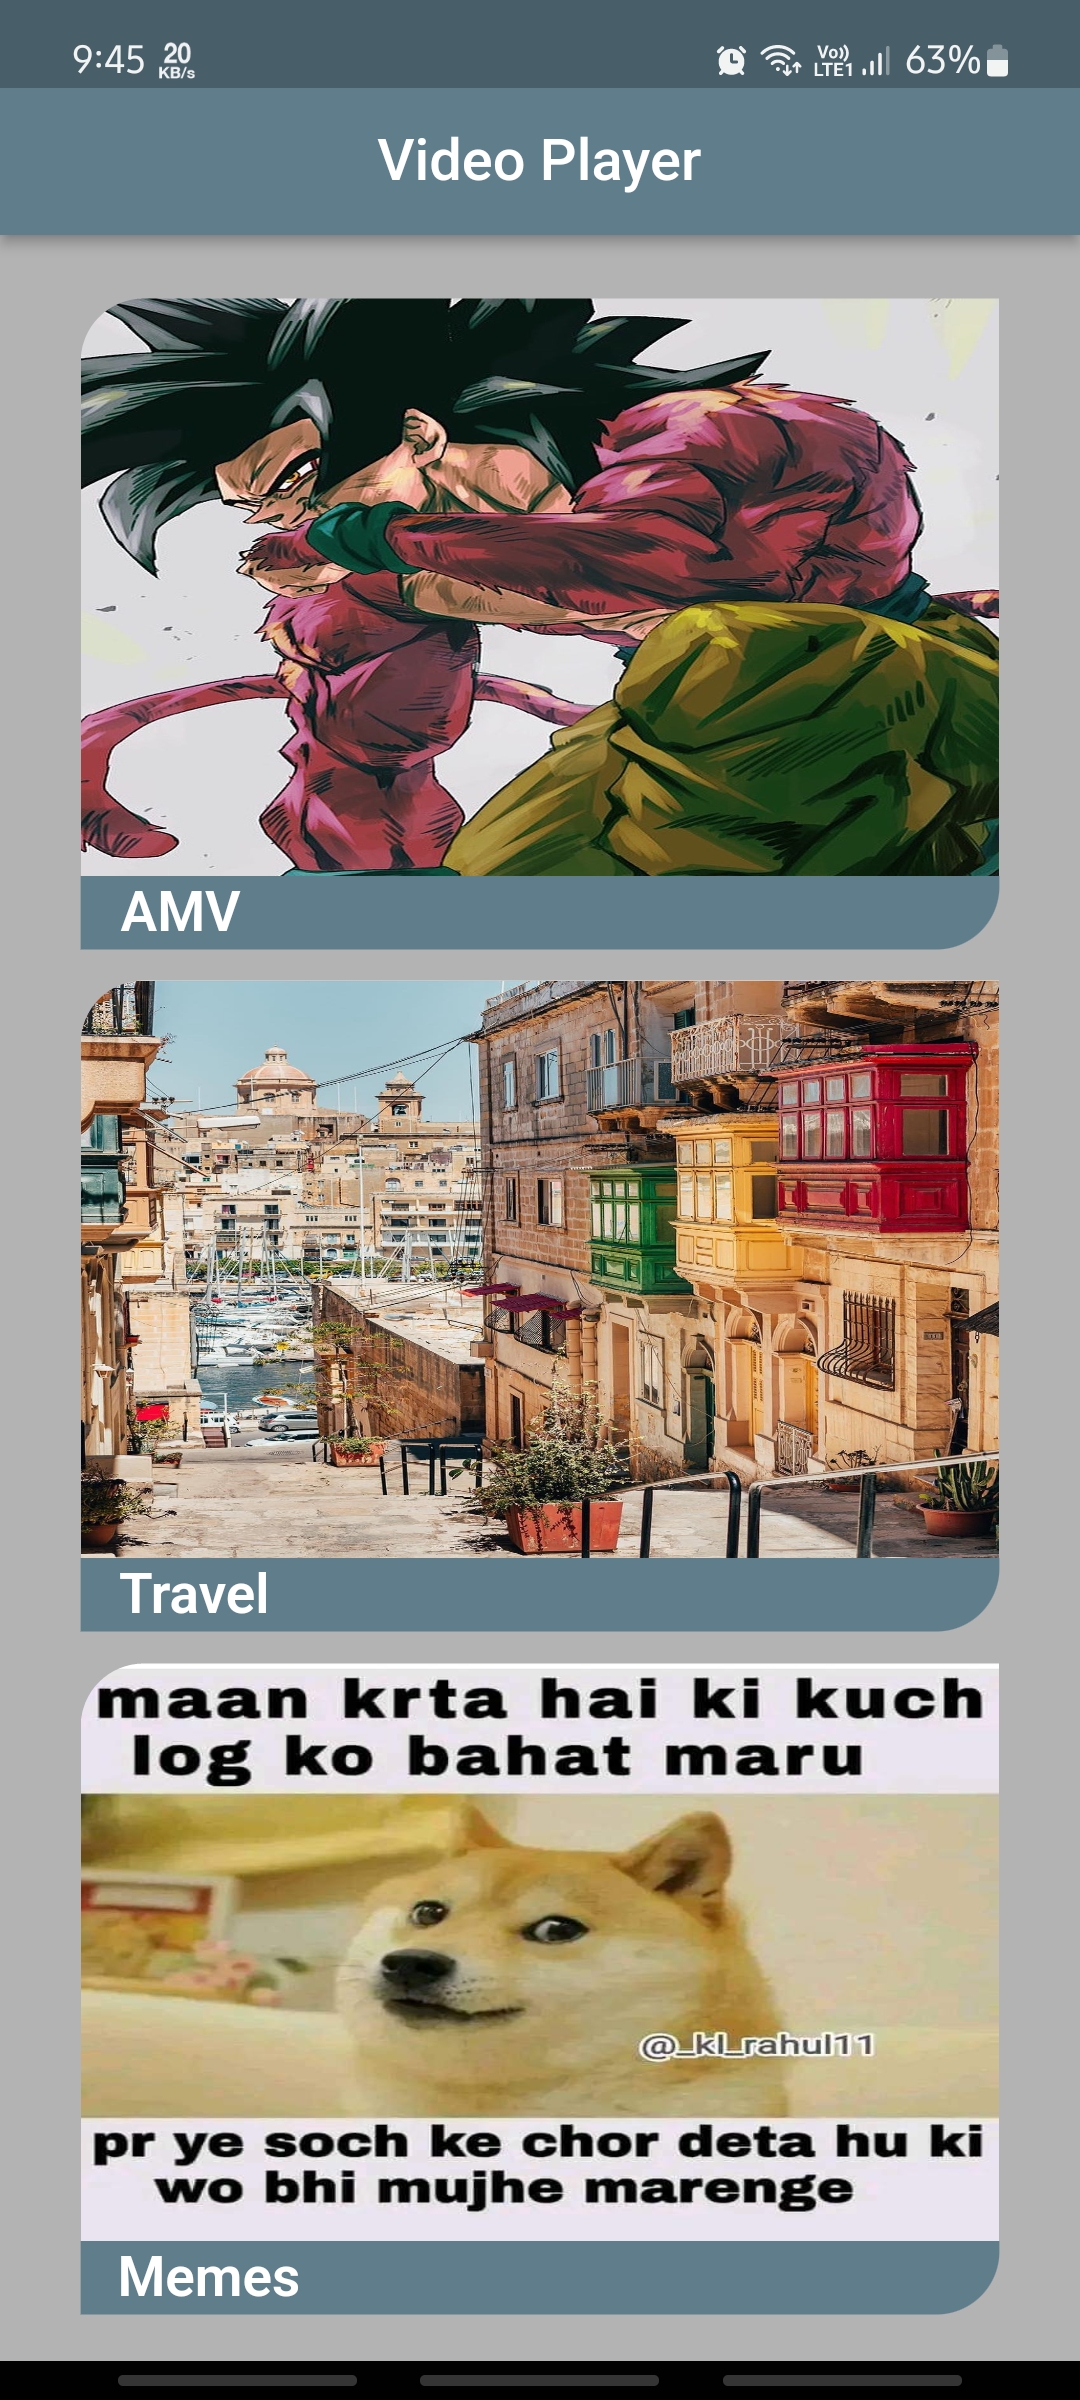 9:45 20 KB/s Vo)) LTE1 63%
Video Player
AMV
Travel
maan krta hai ki kuch
log ko bahat maru
@_kl_rahul11
pr ye soch ke chor deta hu ki
wo bhi mujhe marenge
Memes